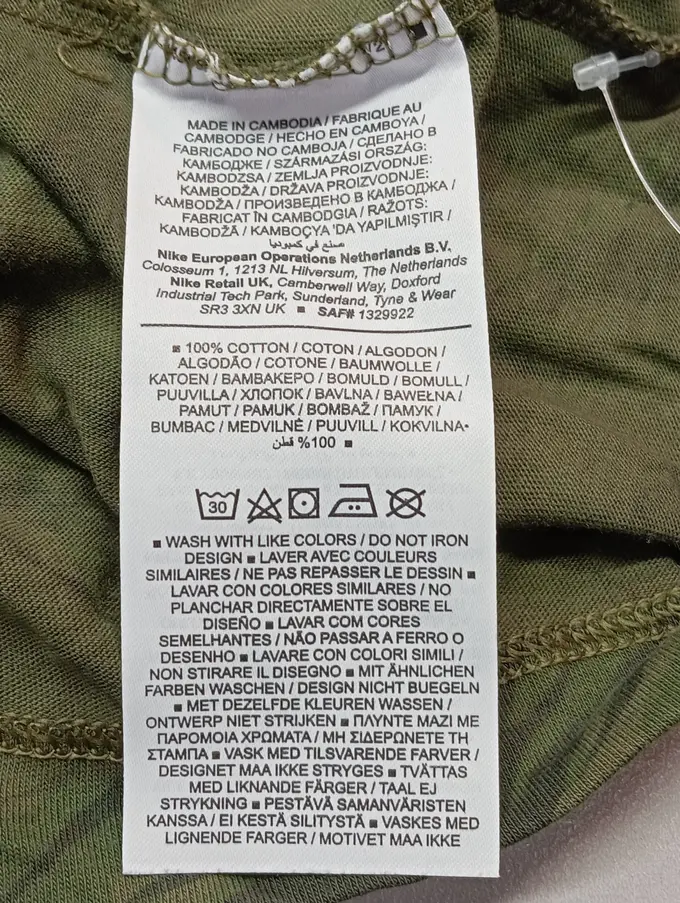 MADE IN CAMBODIA / FABRIQUE AU
CAMBODGE / HECHO EN CAMBOYA /
FABRICADO NO CAMBOJA / СДЕЛАНО В
КАМБОДЖЕ / SZÁRMAZÁSI ORSZÁG:
KAMBODZSA / ZEMLJA PROIZVODNJE:
KAMBODŽA / DRŽAVA PROIZVODNJE:
KAMBODŽA / ПРОИЗВЕДЕНО В КАМБОДЖА /
FABRICAT ÎN CAMBODGIA / RAŽOTS:
KAMBODŽĀ / KAMBOÇYA 'DA YAPILMIŞTIR /
صنع في كمبوديا
Nike European Operations Netherlands B.V.
Colosseum 1, 1213 NL Hilversum, The Netherlands
Nike Retail UK, Camberwell Way, Doxford
Industrial Tech Park, Sunderland, Tyne & Wear
SR3 3XN UK ■ SAF# 1329922
■ 100% COTTON / COTON / ALGODON /
ALGODÃO / COTONE / BAUMWOLLE /
KATOEN / ΒΑΜΒΑΚΕΡΟ / BOMULD / BOMULL /
PUUVILLA / ХЛОПОК / BAVLNA / BAWEŁNA /
PAMUT / PAMUK / BOMBAŽ / ПАМУК /
BUMBAC / MEDVILNĖ / PUUVILL / KOKVILNA
100% قطن ■
30
■ WASH WITH LIKE COLORS / DO NOT IRON
DESIGN ■ LAVER AVEC COULEURS
SIMILAIRES / NE PAS REPASSER LE DESSIN ■
LAVAR CON COLORES SIMILARES / NO
PLANCHAR DIRECTAMENTE SOBRE EL
DISEÑO ■ LAVAR COM CORES
SEMELHANTES / NÃO PASSAR A FERRO O
DESENHO ■ LAVARE CON COLORI SIMILI /
NON STIRARE IL DISEGNO ■ MIT ÄHNLICHEN
FARBEN WASCHEN / DESIGN NICHT BUEGELN
■ MET DEZELFDE KLEUREN WASSEN /
ONTWERP NIET STRIJKEN ■ ΠΛΥΝΤΕ ΜΑΖΙ ΜΕ
ΠΑΡΟΜΟΙΑ ΧΡΩΜΑΤΑ / ΜΗ ΣΙΔΕΡΩΝΕΤΕ ΤΗ
ΣΤΑΜΠΑ ■ VASK MED TILSVARENDE FARVER /
DESIGNET MAA IKKE STRYGES ■ TVÄTTAS
MED LIKNANDE FÄRGER / TAAL EJ
STRYKNING ■ PESTÄVÄ SAMANVÄRISTEN
KANSSA / EI KESTÄ SILITYSTÄ ■ VASKES MED
LIGNENDE FARGER / MOTIVET MAA IKKE